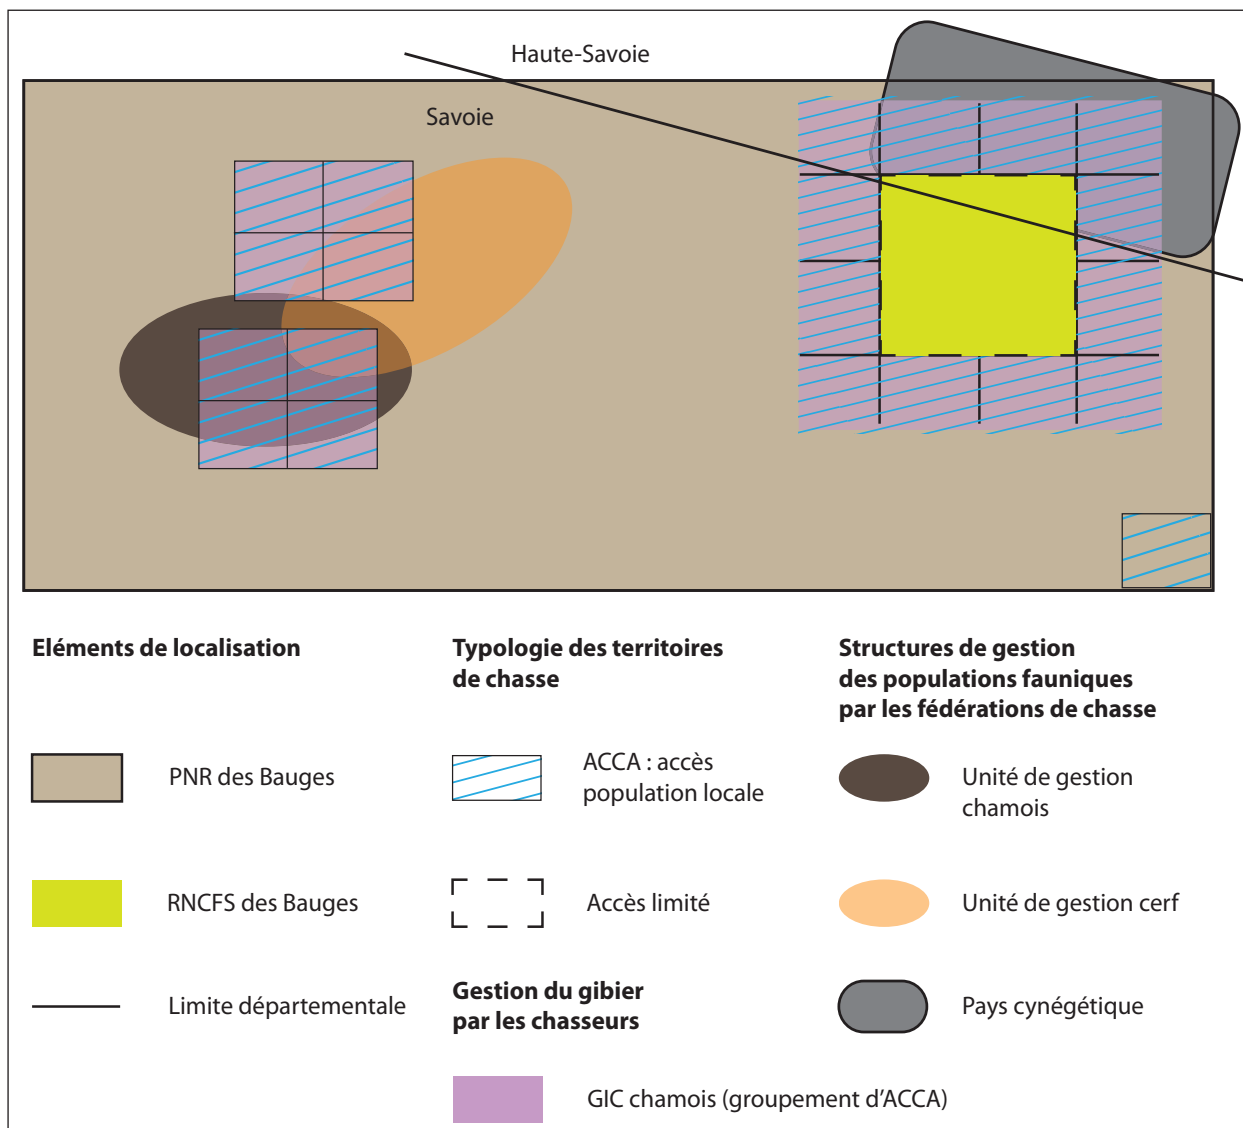 Haute-Savoie
Savoie
Eléments de localisation
PNR des Bauges
RNCFS des Bauges
Limite départementale
Typologie des territoires
de chasse
ACCA : accès
population locale
Accès limité
Gestion du gibier
par les chasseurs
GIC chamois (groupement d'ACCA)
Structures de gestion
des populations fauniques
par les fédérations de chasse
Unité de gestion
chamois
Unité de gestion cerf
Pays cynégétique